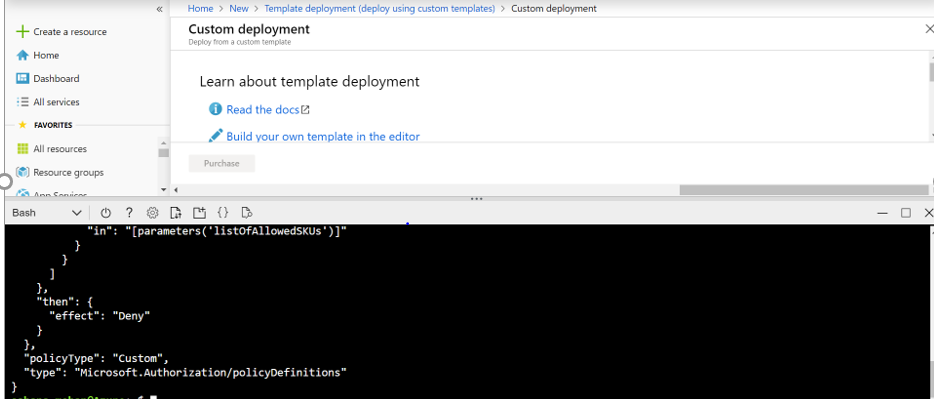 «
Create a resource
Home
Dashboard
All services
FAVORITES
All resources
Resource groups
App Services
Home > New > Template deployment (deploy using custom templates) > Custom deployment
Custom deployment
Deploy from a custom template
Learn about template deployment
Read the docs
Build your own template in the editor
Purchase
Bash
"in": "[parameters('listOfAllowedSKUs')]"
}
}
]
},
"then": {
"effect": "Deny"
}
},
"policyType": "Custom",
"type": "Microsoft.Authorization/policyDefinitions"
}